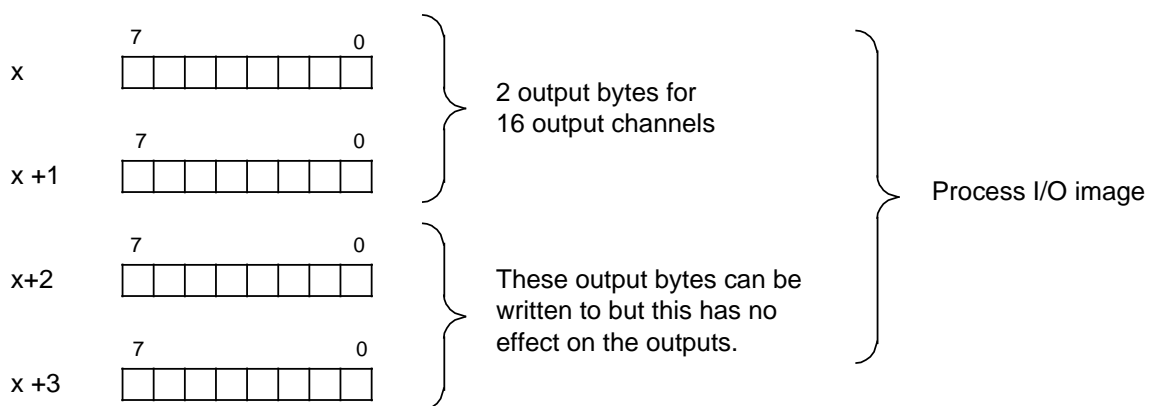 7 0
x
2 output bytes for
16 output channels
7 0
x +1
Process I/O image
7 0
x+2
These output bytes can be
written to but this has no
effect on the outputs.
7 0
x +3